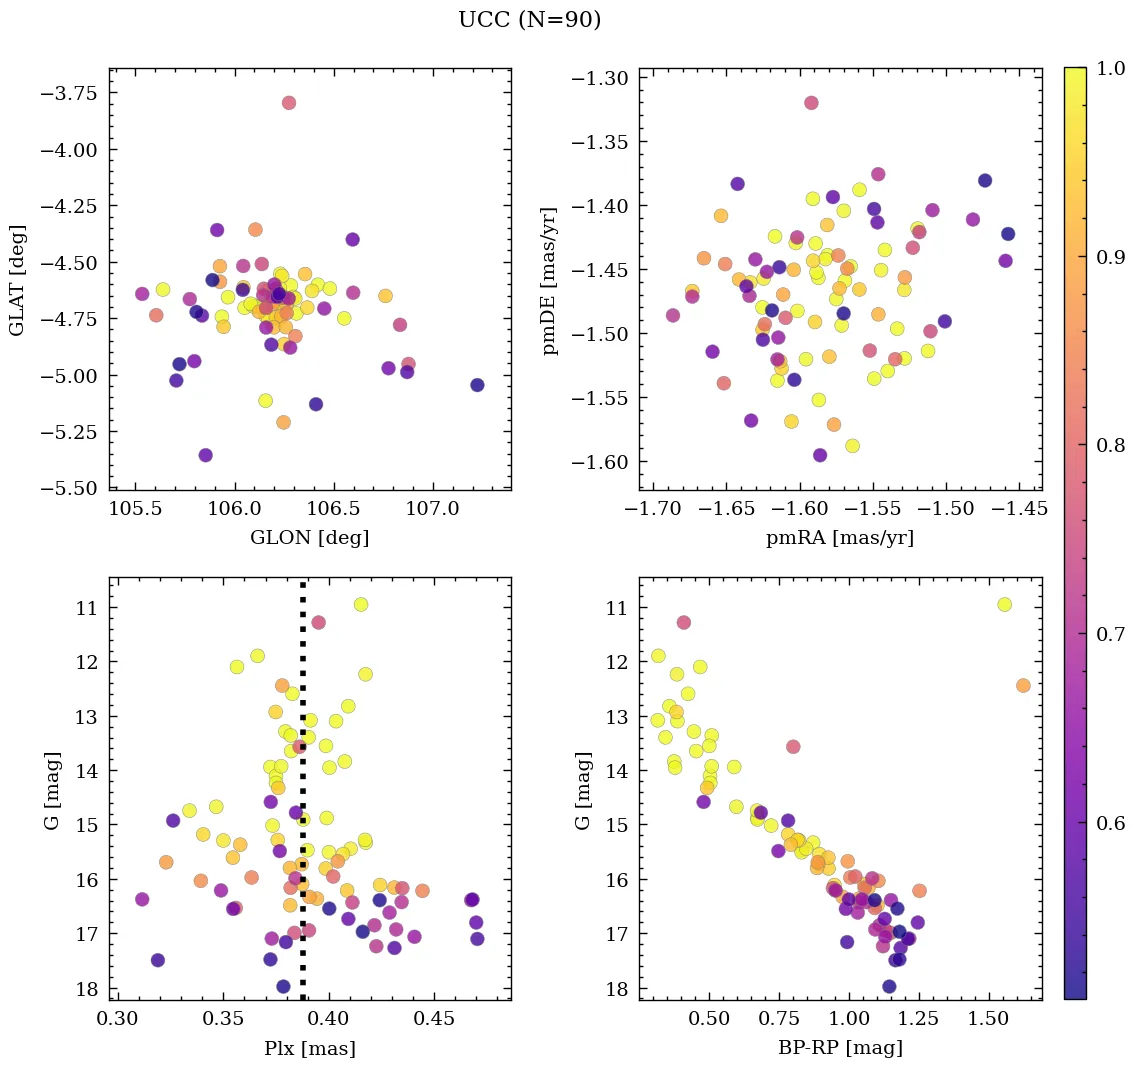 UCC (N=90)
−3.75
−4.00
−4.25
−4.50
−4.75
−5.00
−5.25
−5.50
GLAT [deg]
105.5 106.0 106.5 107.0
GLON [deg]
−1.30
−1.35
−1.40
−1.45
−1.50
−1.55
−1.60
pmDE [mas/yr]
−1.70 −1.65 −1.60 −1.55 −1.50 −1.45
pmRA [mas/yr]
11
12
13
14
15
16
17
18
G [mag]
0.30 0.35 0.40 0.45
Plx [mas]
11
12
13
14
15
16
17
18
G [mag]
0.50 0.75 1.00 1.25 1.50
BP-RP [mag]
1.0
0.9
0.8
0.7
0.6